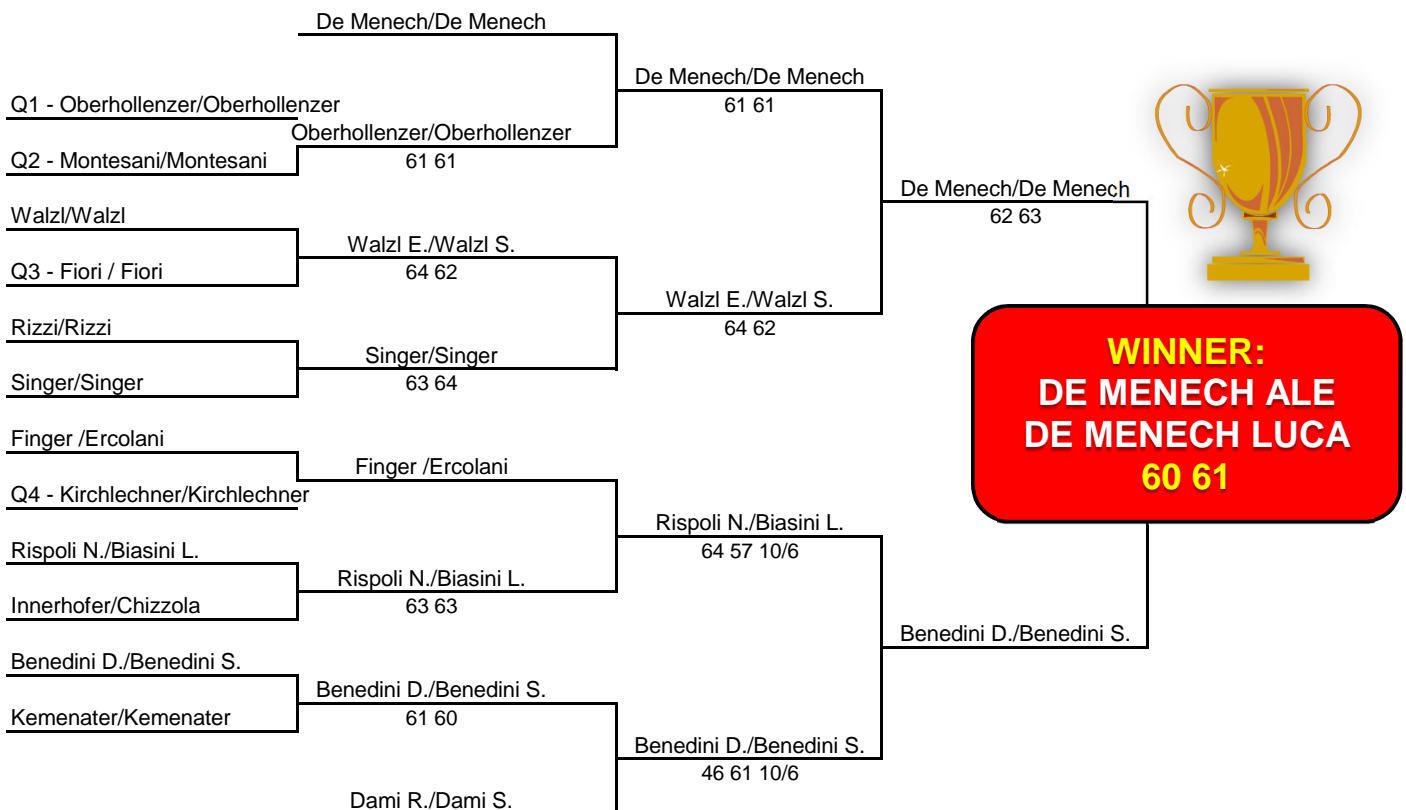 De Menech/De Menech
De Menech/De Menech
Q1 - Oberhollenzer/Oberhollenzer
61 61
Oberhollenzer/Oberhollenzer
Q2 - Montesani/Montesani
61 61
De Menech/De Menech
62 63
Walzl/Walzl
Walzl E./Walzl S.
Q3 - Fiori / Fiori
64 62
Walzl E./Walzl S.
64 62
Rizzi/Rizzi
Singer/Singer
Singer/Singer
63 64
WINNER:
DE MENECH ALE
DE MENECH LUCA
60 61
Finger /Ercolani
Finger /Ercolani
Q4 - Kirchlechner/Kirchlechner
Rispoli N./Biasini L.
64 57 10/6
Rispoli N./Biasini L.
Rispoli N./Biasini L.
Innerhofer/Chizzola
63 63
Benedini D./Benedini S.
Benedini D./Benedini S.
Benedini D./Benedini S.
Kemenater/Kemenater
61 60
Benedini D./Benedini S.
46 61 10/6
Dami R./Dami S.